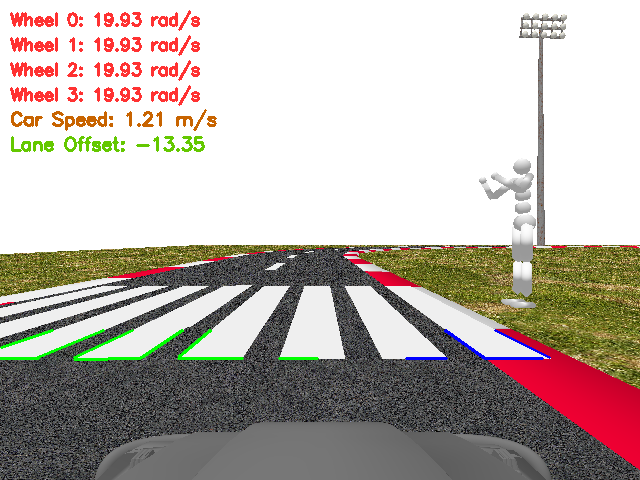 Wheel 0: 19.93 rad/s
Wheel 1: 19.93 rad/s
Wheel 2: 19.93 rad/s
Wheel 3: 19.93 rad/s
Car Speed: 1.21 m/s
Lane Offset: -13.35